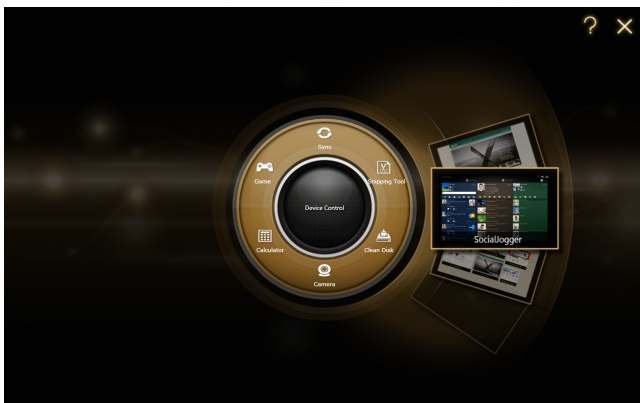 ?
Sync
Game
Snipping Tool
Device Control
Calculator
Clean Disk
Camera
SocialJogger